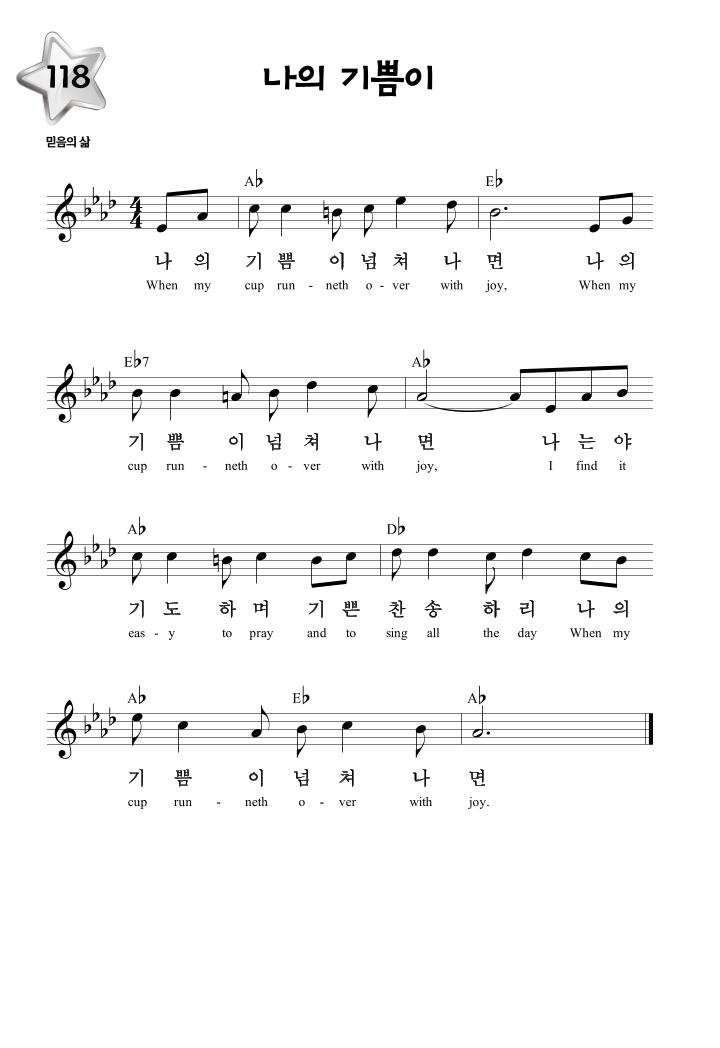 118
나의 기쁨이
믿음의 삶
A♭ E♭
4/4
나 의 기 쁨 이 넘 쳐 나 면 나 의
When my cup run - neth o - ver with joy, When my
E♭7 A♭
기 쁨 이 넘 쳐 나 면 나 는 야
cup run - neth o - ver with joy, I find it
A♭ D♭
기 도 하 며 기 쁜 찬 송 하 리 나 의
eas - y to pray and to sing all the day When my
A♭ E♭ A♭
기 쁨 이 넘 쳐 나 면
cup run - neth o - ver with joy.